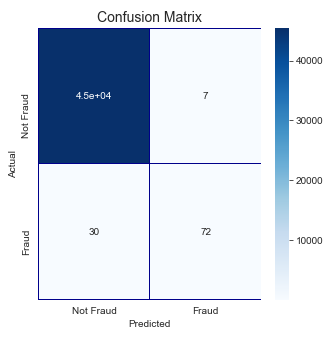 Confusion Matrix
Actual
Not Fraud
Fraud
4.5e+04
7
30
72
Not Fraud
Fraud
Predicted
40000
30000
20000
10000